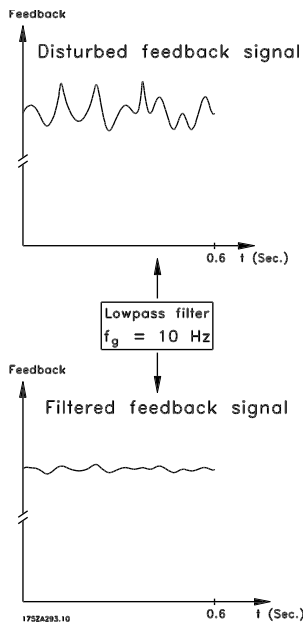 Feedback
Disturbed feedback signal
0.6 t (Sec.)
Lowpass filter
fg = 10 Hz
Feedback
Filtered feedback signal
0.6 t (Sec.)
175ZA293.10